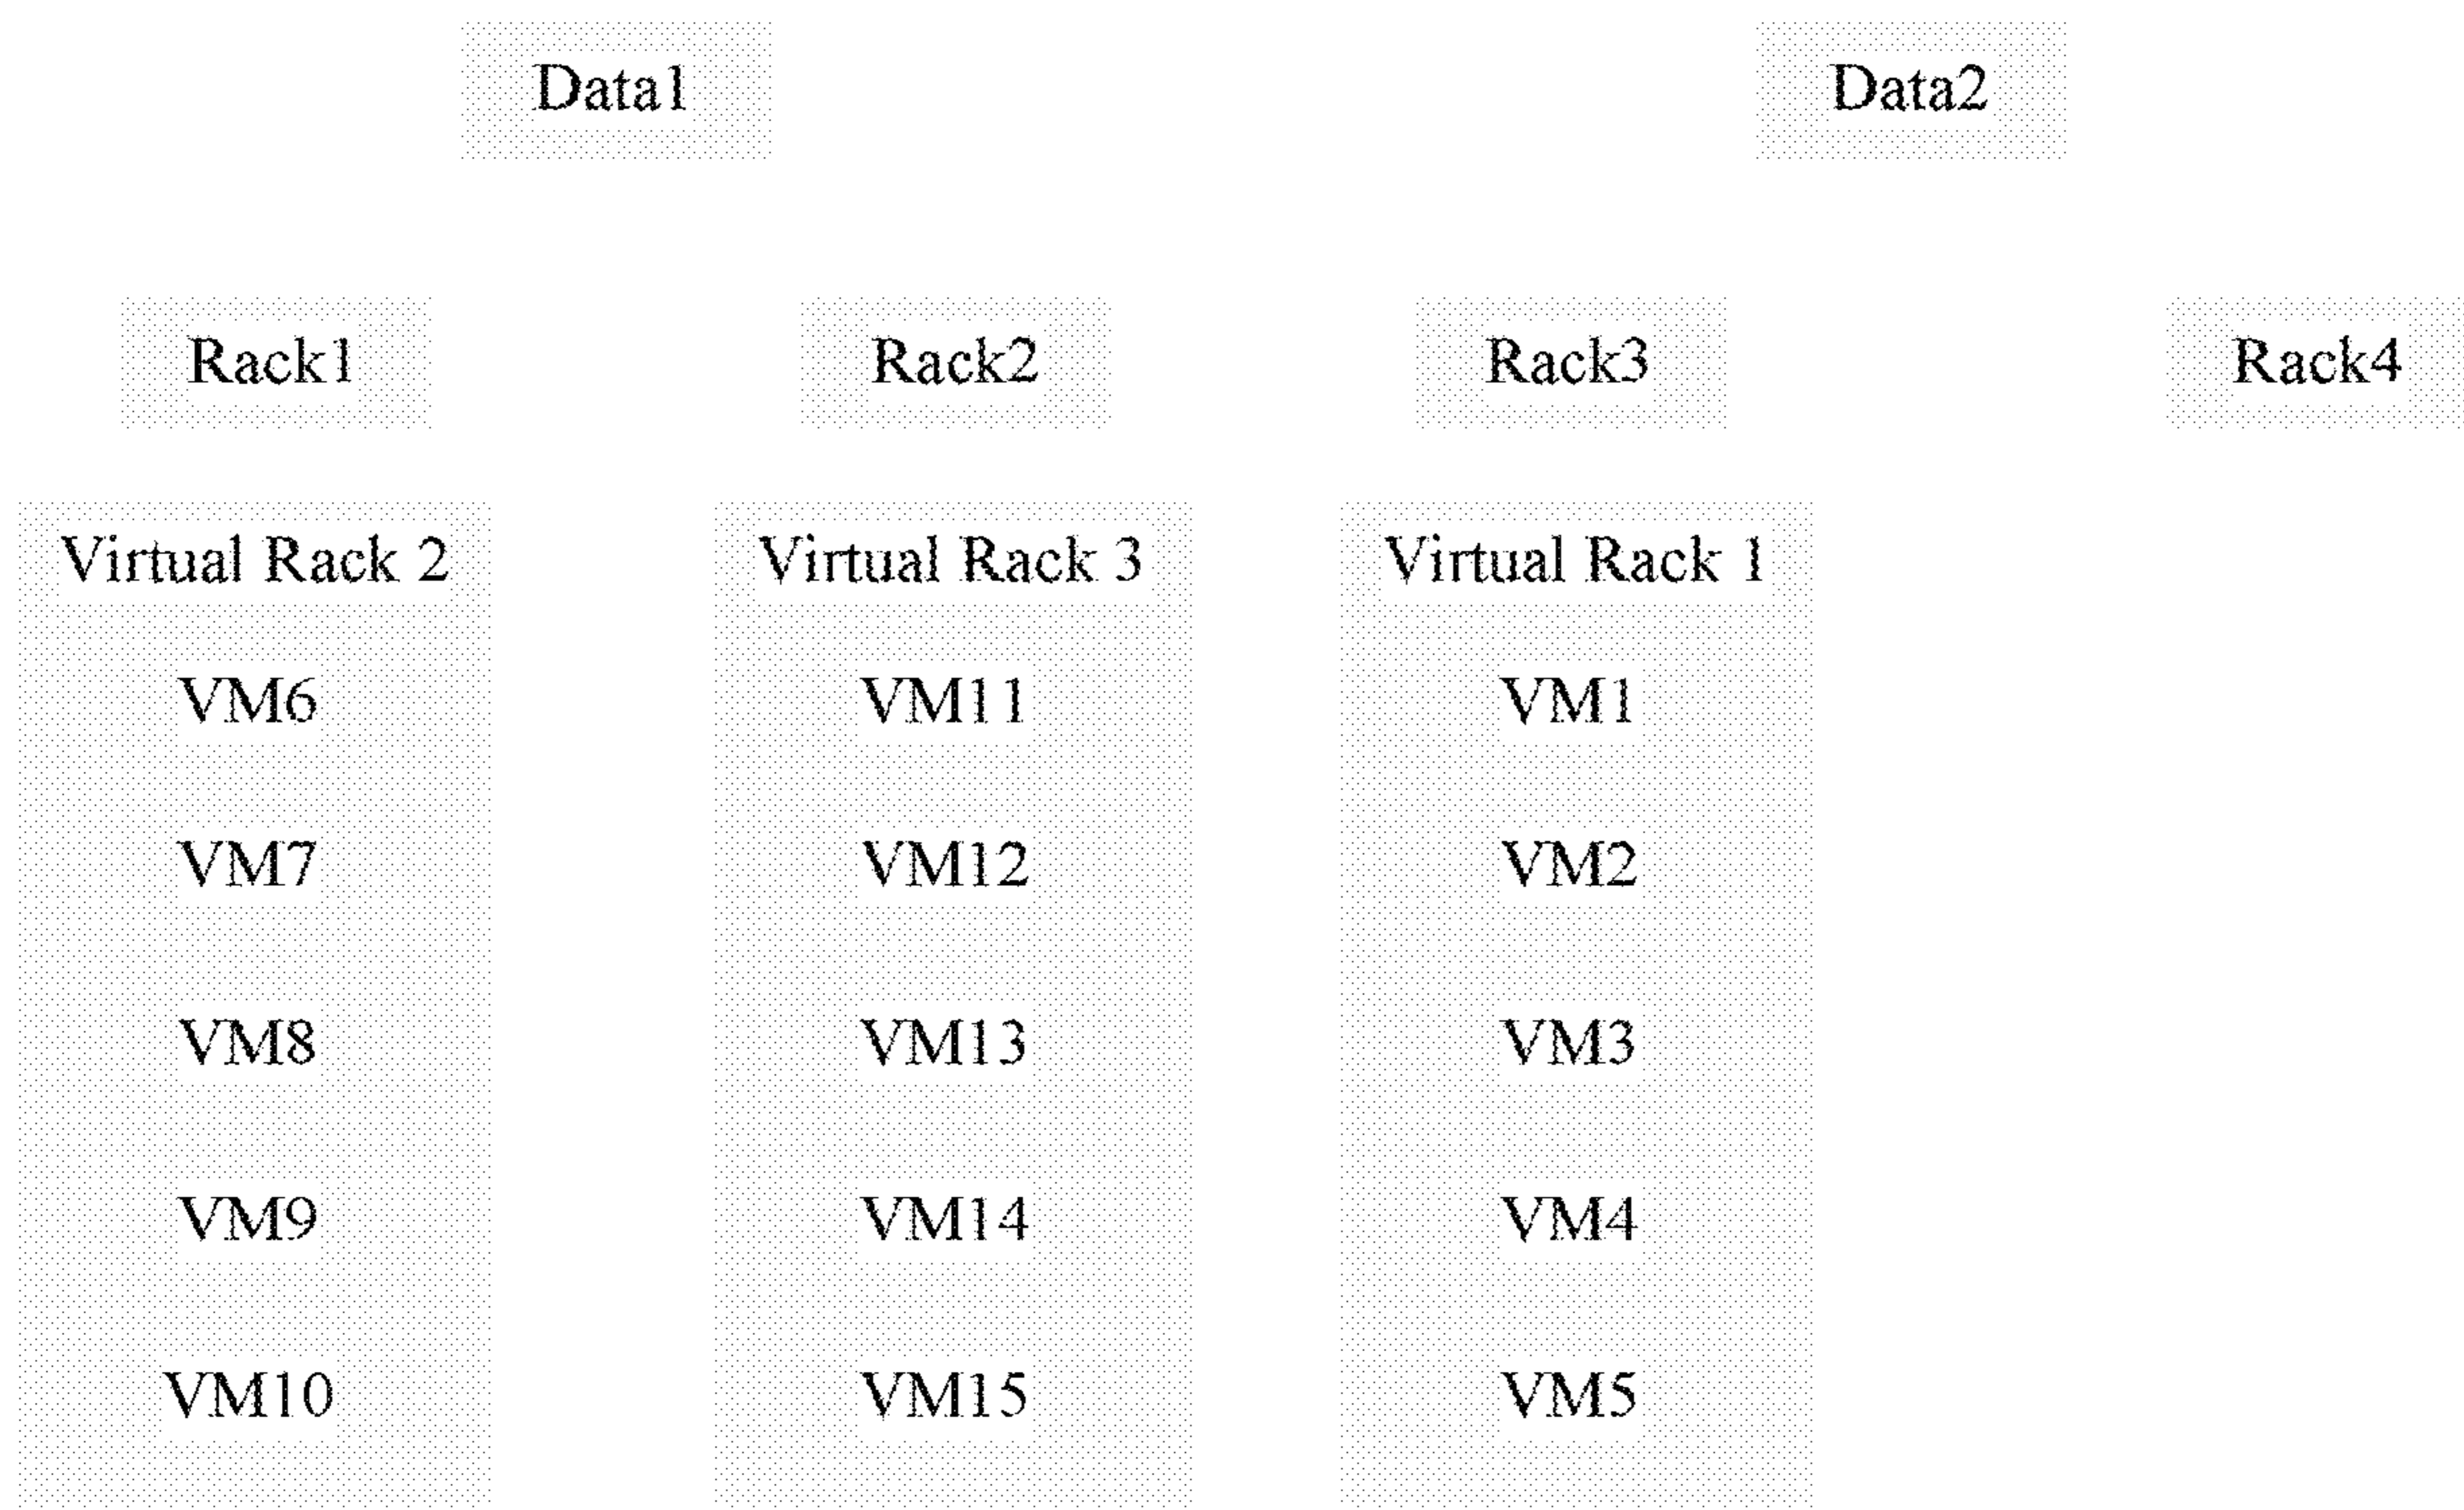 Data1 Data2
Rack1 Rack2 Rack3 Rack4
Virtual Rack 2 Virtual Rack 3 Virtual Rack 1
VM6 VM11 VM1
VM7 VM12 VM2
VM8 VM13 VM3
VM9 VM14 VM4
VM10 VM15 VM5